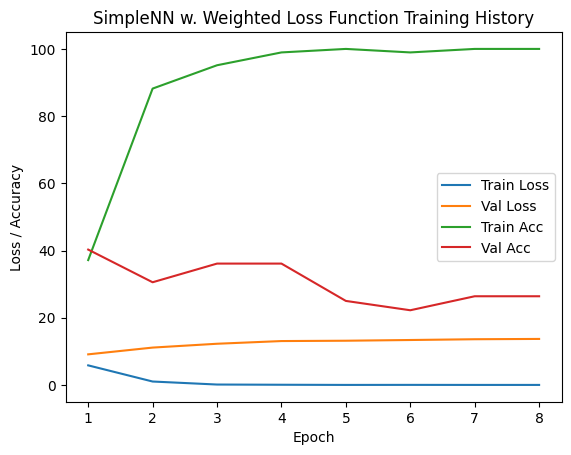 SimpleNN w. Weighted Loss Function Training History
100
80
60
40
20
0
Loss / Accuracy
Train Loss
Val Loss
Train Acc
Val Acc
1 2 3 4 5 6 7 8
Epoch